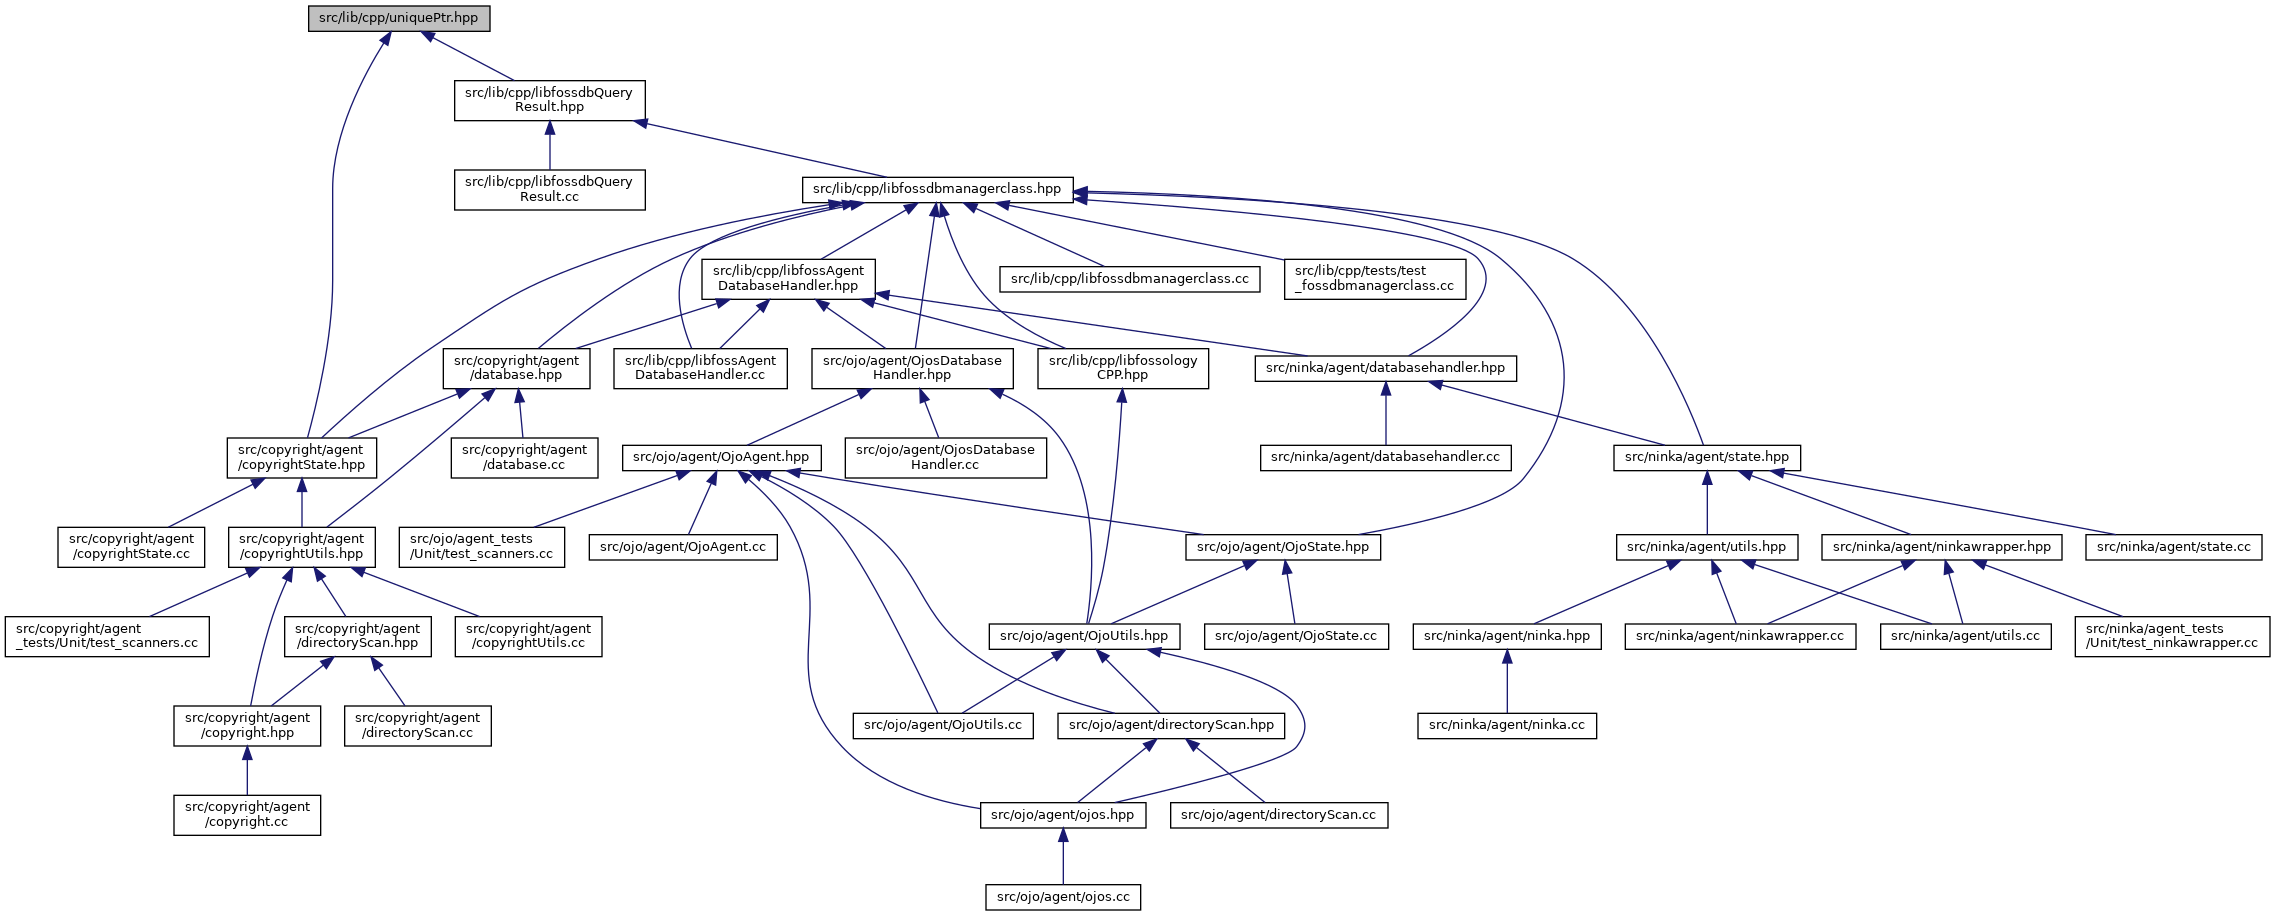 src/lib/cpp/uniquePtr.hpp
src/lib/cpp/libfossdbQuery
Result.hpp
src/lib/cpp/libfossdbQuery
Result.cc
src/lib/cpp/libfossdbmanagerclass.hpp
src/lib/cpp/libfossAgent
DatabaseHandler.hpp
src/lib/cpp/libfossdbmanagerclass.cc
src/lib/cpp/tests/test
_fossdbmanagerclass.cc
src/copyright/agent
/database.hpp
src/lib/cpp/libfossAgent
DatabaseHandler.cc
src/ojo/agent/OjosDatabase
Handler.hpp
src/lib/cpp/libfossology
CPP.hpp
src/ninka/agent/databasehandler.hpp
src/copyright/agent
/copyrightState.hpp
src/copyright/agent
/database.cc
src/ojo/agent/OjoAgent.hpp
src/ojo/agent/OjosDatabase
Handler.cc
src/ninka/agent/databasehandler.cc
src/ninka/agent/state.hpp
src/copyright/agent
/copyrightState.cc
src/copyright/agent
/copyrightUtils.hpp
src/ojo/agent_tests
/Unit/test_scanners.cc
src/ojo/agent/OjoAgent.cc
src/ojo/agent/OjoState.hpp
src/ninka/agent/utils.hpp
src/ninka/agent/ninkawrapper.hpp
src/ninka/agent/state.cc
src/copyright/agent
_tests/Unit/test_scanners.cc
src/copyright/agent
/directoryScan.hpp
src/copyright/agent
/copyrightUtils.cc
src/ojo/agent/OjoUtils.hpp
src/ojo/agent/OjoState.cc
src/ninka/agent/ninka.hpp
src/ninka/agent/ninkawrapper.cc
src/ninka/agent/utils.cc
src/ninka/agent_tests
/Unit/test_ninkawrapper.cc
src/copyright/agent
/copyright.hpp
src/copyright/agent
/directoryScan.cc
src/ojo/agent/OjoUtils.cc
src/ojo/agent/directoryScan.hpp
src/ninka/agent/ninka.cc
src/copyright/agent
/copyright.cc
src/ojo/agent/ojos.hpp
src/ojo/agent/directoryScan.cc
src/ojo/agent/ojos.cc